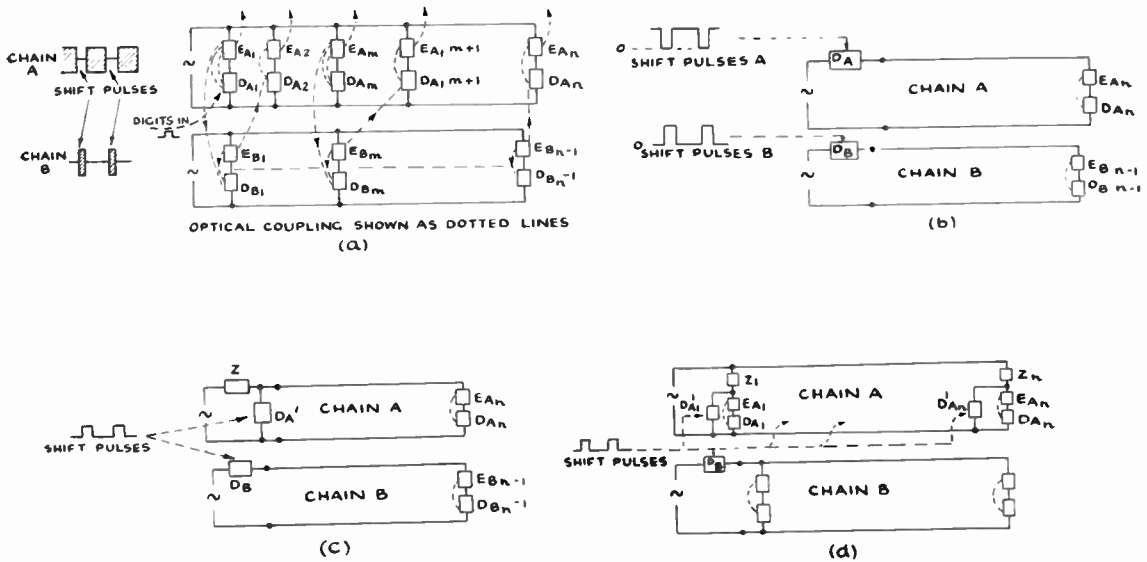 CHAIN
A
SHIFT PULSES
CHAIN
B
DIGITS IN
~
EA1
EA2
EAm
EA1 m+1
EAn
DA1
DA2
DAm
DA1 m+1
DAn
~
EB1
EBm
EBn-1
DB1
DBm
DBn-1
OPTICAL COUPLING SHOWN AS DOTTED LINES
(a)
O
SHIFT PULSES A
DA
~
CHAIN A
EAn
DAn
O
SHIFT PULSES B
DB
~
CHAIN B
EB n-1
DB n-1
(b)
SHIFT PULSES
Z
~
DA'
CHAIN A
EAn
DAn
DB
~
CHAIN B
EBn-1
DBn-1
(c)
SHIFT PULSES
~
Z1
D'A1
EA1
DA1
CHAIN A
Zn
D'An
EAn
DAn
DB
~
CHAIN B
(d)